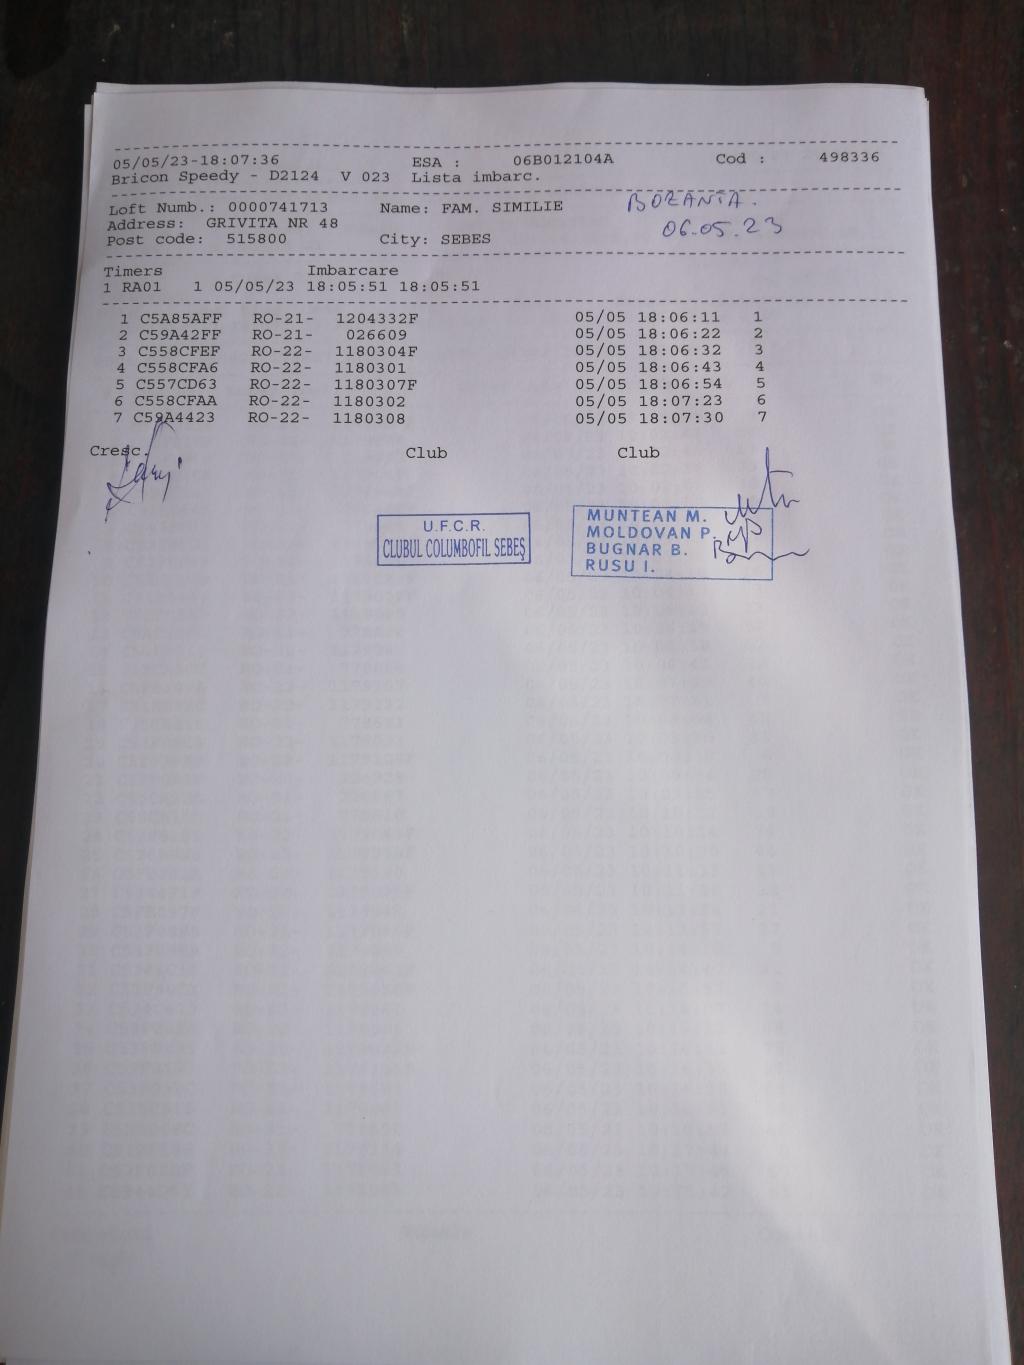 05/05/23-18:07:36 ESA : 06B012104A Cod : 498336
Bricon Speedy - D2124 V 023 Lista imbarc.
Loft Numb.: 0000741713 Name: FAM. SIMILIE BOZANTA.
Address: GRIVITA NR 48 06.05.23
Post code: 515800 City: SEBES
Timers Imbarcare
1 RA01 1 05/05/23 18:05:51 18:05:51
1 C5A85AFF RO-21- 1204332F 05/05 18:06:11 1
2 C59A42FF RO-21- 026609 05/05 18:06:22 2
3 C558CFEF RO-22- 1180304F 05/05 18:06:32 3
4 C558CFA6 RO-22- 1180301 05/05 18:06:43 4
5 C557CD63 RO-22- 1180307F 05/05 18:06:54 5
6 C558CFAA RO-22- 1180302 05/05 18:07:23 6
7 C59A4423 RO-22- 1180308 05/05 18:07:30 7
Cresc. Club Club
U.F.C.R.
CLUBUL COLUMBOFIL SEBEŞ
MUNTEAN M.
MOLDOVAN P.
BUGNAR B.
RUSU I.